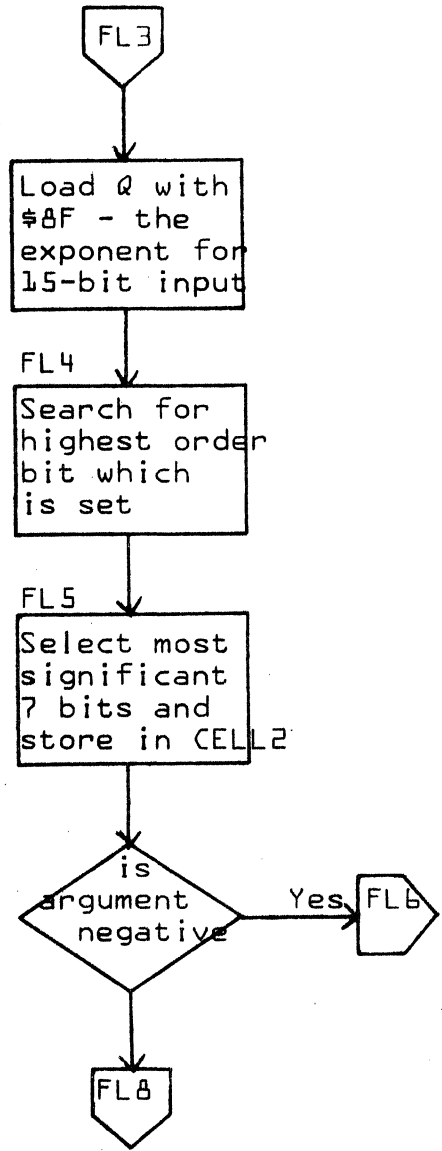 FL3
Load Q with
$8F - the
exponent for
15-bit input
FL4
Search for
highest order
bit which
is set
FL5
Select most
significant
7 bits and
store in CELL2
is
argument
negative
Yes
FL6
FL8